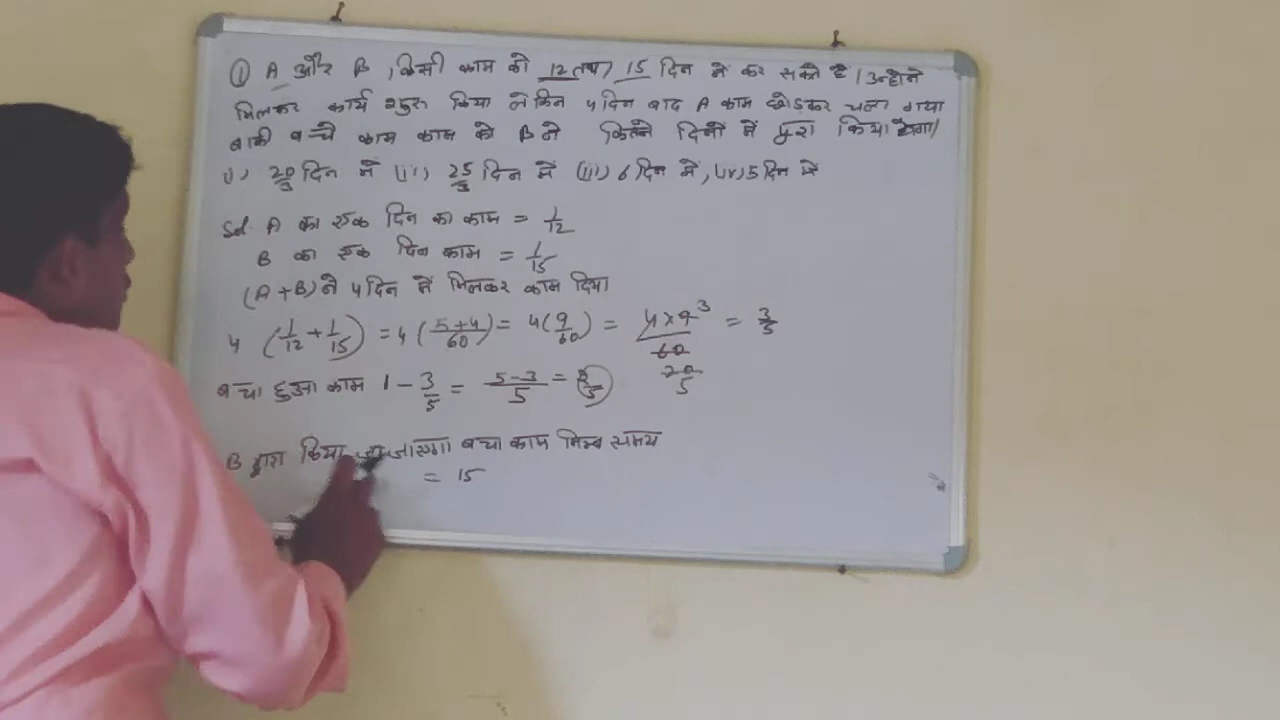 ① A और B, किसी काम को 12 तथा 15 दिन में कर सकते है। उन्होने
मिलकर कार्य शुरु किया लेकिन 4 दिन बाद A काम छोड़कर चला गया
बाकी बच्चे काम काम को B ने कितने दिनों में पूरा किया होगा।
(i) 20/3 दिन में (ii) 25/3 दिन में (iii) 6 दिन में, (iv) 5 दिन में
Sol. A का एक दिन का काम = 1/12
B का एक दिन काम = 1/15
(A+B) ने 4 दिन में मिलकर काम किया
4 (1/12 + 1/15) = 4 (5+4/60) = 4 (9/60) = 4×9 3/60 20 5 = 3/5
बचा हुआ काम 1 - 3/5 = 5-3/5 = 2/5
B द्वारा किया जाएगा बचा काम समय
= 15